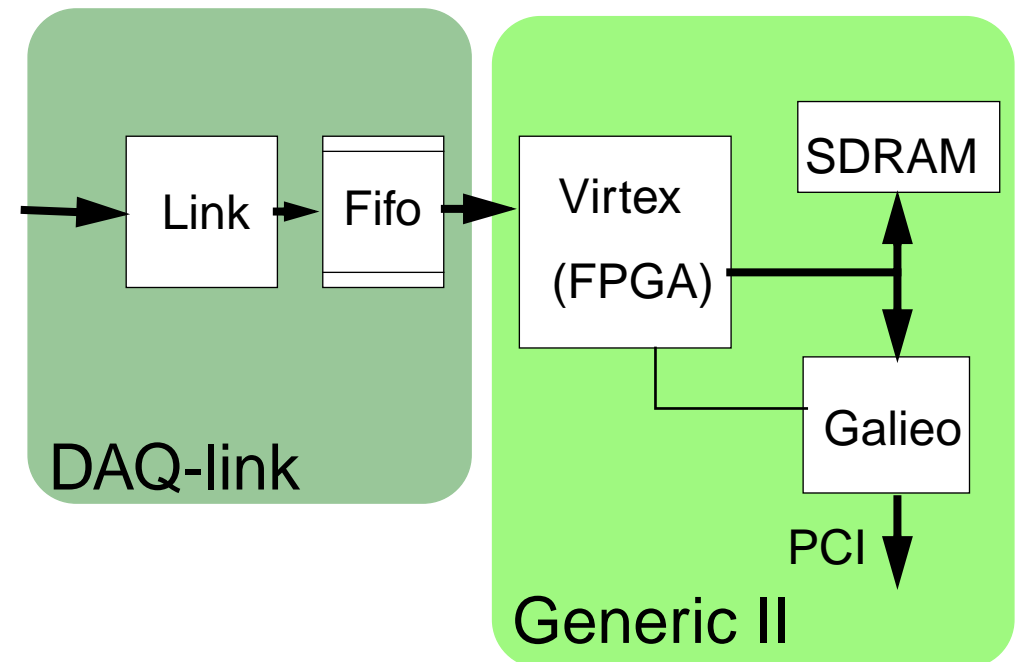 Link
Fifo
DAQ-link
Virtex
(FPGA)
SDRAM
Galieo
PCI
Generic II